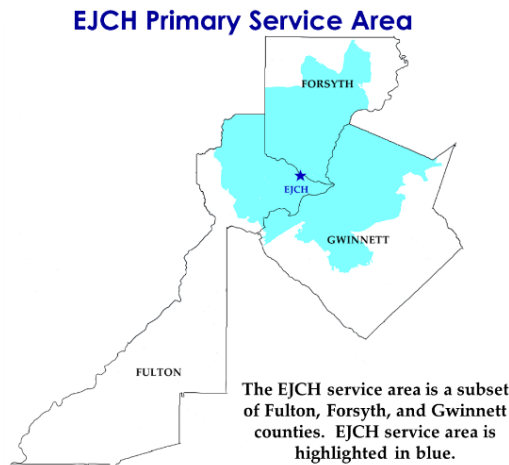 EJCH Primary Service Area
FORSYTH
EJCH
GWINNETT
FULTON
The EJCH service area is a subset
of Fulton, Forsyth, and Gwinnett
counties. EJCH service area is
highlighted in blue.